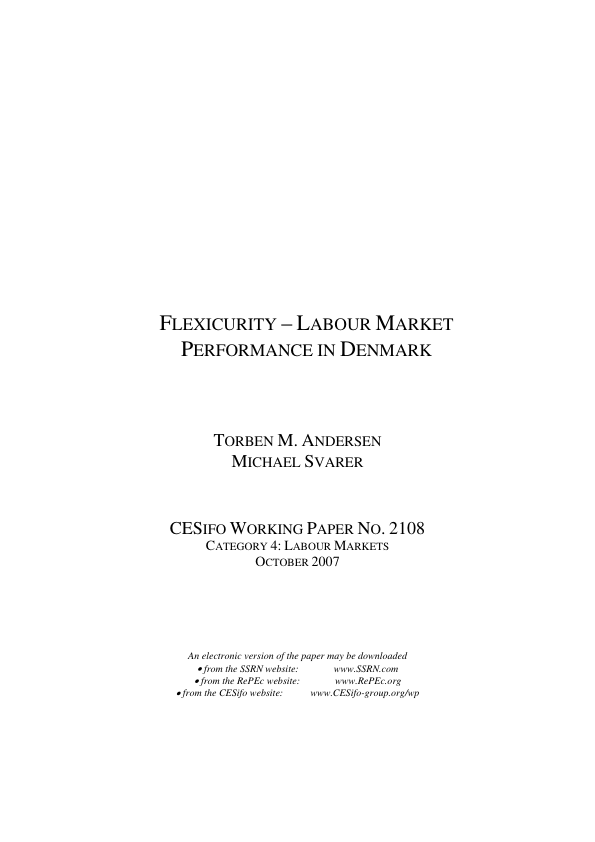 FLEXICURITY – LABOUR MARKET
PERFORMANCE IN DENMARK
TORBEN M. ANDERSEN
MICHAEL SVARER
CESIFO WORKING PAPER NO. 2108
CATEGORY 4: LABOUR MARKETS
OCTOBER 2007
An electronic version of the paper may be downloaded
• from the SSRN website: www.SSRN.com
• from the RePEc website: www.RePEc.org
• from the CESifo website: www.CESifo-group.org/wp